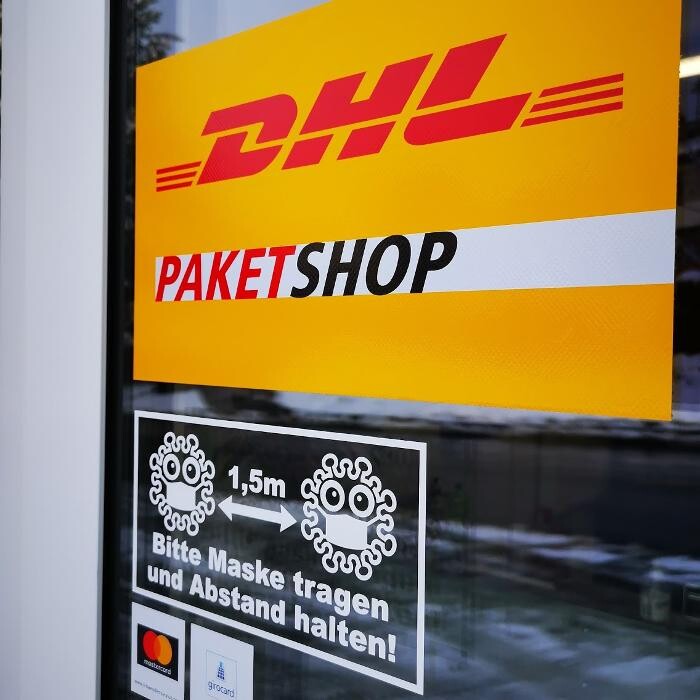 DHL
PAKETSHOP
1,5m
Bitte Maske tragen
und Abstand halten!
mastercard
girocard